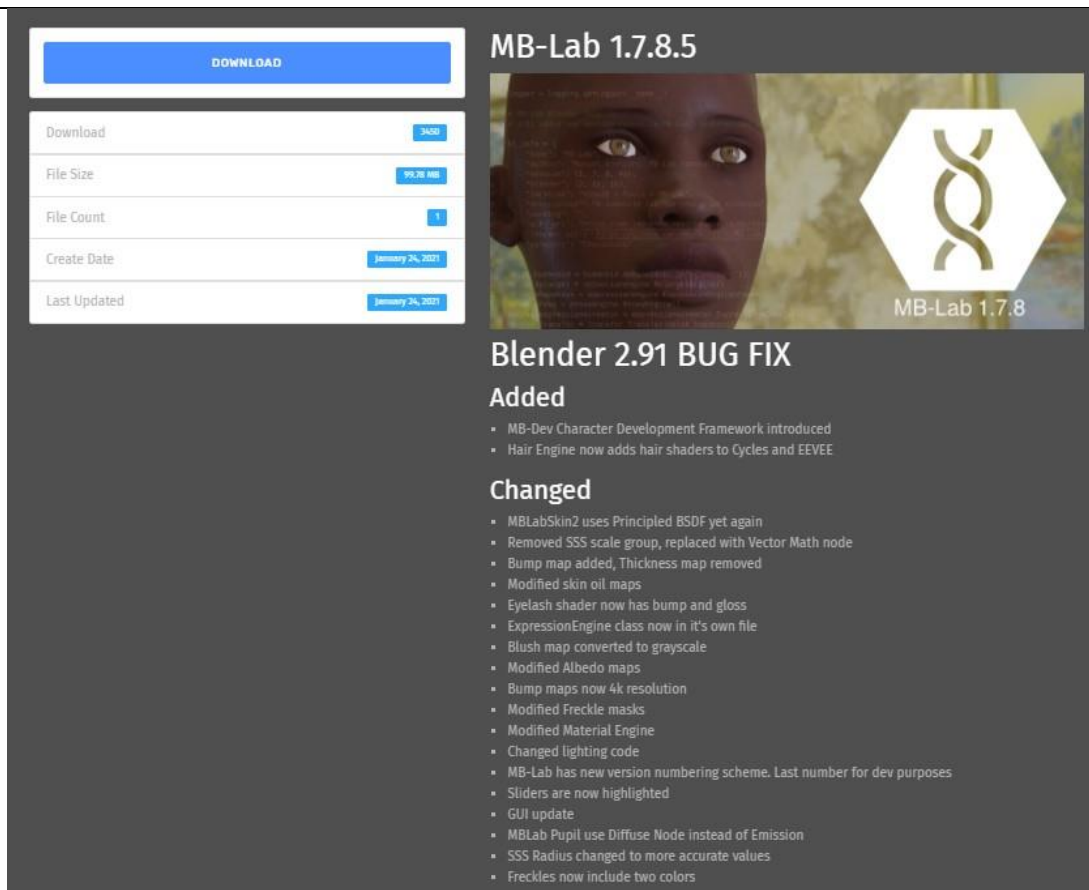 DOWNLOAD
Download 3450
File Size 99.78 MB
File Count 1
Create Date January 24, 2021
Last Updated January 24, 2021
MB-Lab 1.7.8.5
MB-Lab 1.7.8
Blender 2.91 BUG FIX
Added
▪ MB-Dev Character Development Framework introduced
▪ Hair Engine now adds hair shaders to Cycles and EEVEE
Changed
▪ MBLabSkin2 uses Principled BSDF yet again
▪ Removed SSS scale group, replaced with Vector Math node
▪ Bump map added, Thickness map removed
▪ Modified skin oil maps
▪ Eyelash shader now has bump and gloss
▪ ExpressionEngine class now in it's own file
▪ Blush map converted to grayscale
▪ Modified Albedo maps
▪ Bump maps now 4k resolution
▪ Modified Freckle masks
▪ Modified Material Engine
▪ Changed lighting code
▪ MB-Lab has new version numbering scheme. Last number for dev purposes
▪ Sliders are now highlighted
▪ GUI update
▪ MBLab Pupil use Diffuse Node instead of Emission
▪ SSS Radius changed to more accurate values
▪ Freckles now include two colors